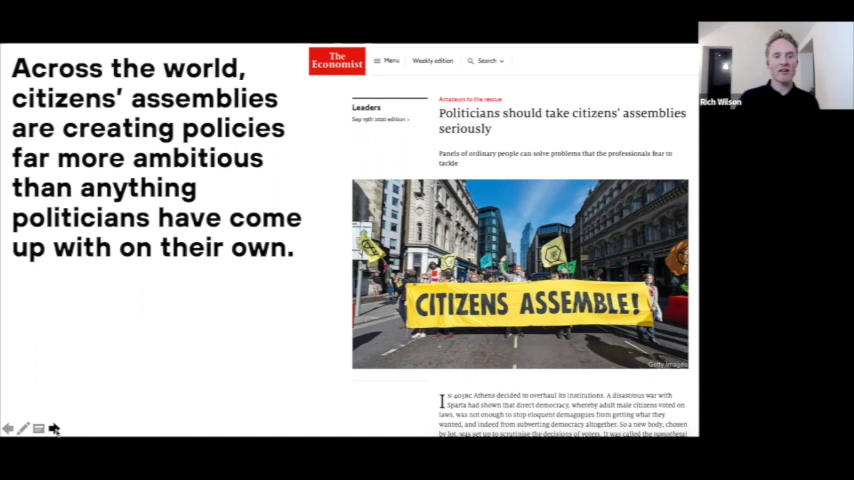 Across the world,
citizens' assemblies
are creating policies
far more ambitious
than anything
politicians have come
up with on their own.
The
Economist
Menu
Weekly edition
Search
Leaders
Sep 19th 2020 edition
Amateurs to the rescue
Politicians should take citizens' assemblies
seriously
Panels of ordinary people can solve problems that the professionals fear to
tackle
CITIZENS ASSEMBLE!
Getty Images
IN 403BC Athens decided to overhaul its institutions. A disastrous war with
Sparta had shown that direct democracy, whereby adult male citizens voted on
laws, was not enough to stop eloquent demagogues from getting what they
wanted, and indeed from subverting democracy altogether. So a new body, chosen
by lot, was set up to scrutinise the decisions of voters. It was called the nomothetai
Rich Wilson